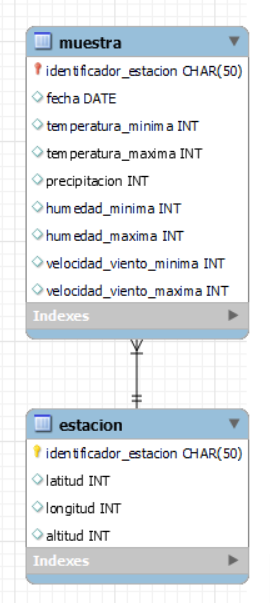 muestra
identificador_estacion CHAR(50)
fecha DATE
temperatura_minima INT
temperatura_maxima INT
precipitacion INT
humedad_minima INT
humedad_maxima INT
velocidad_viento_minima INT
velocidad_viento_maxima INT
Indexes
estacion
identificador_estacion CHAR(50)
latitud INT
longitud INT
altitud INT
Indexes